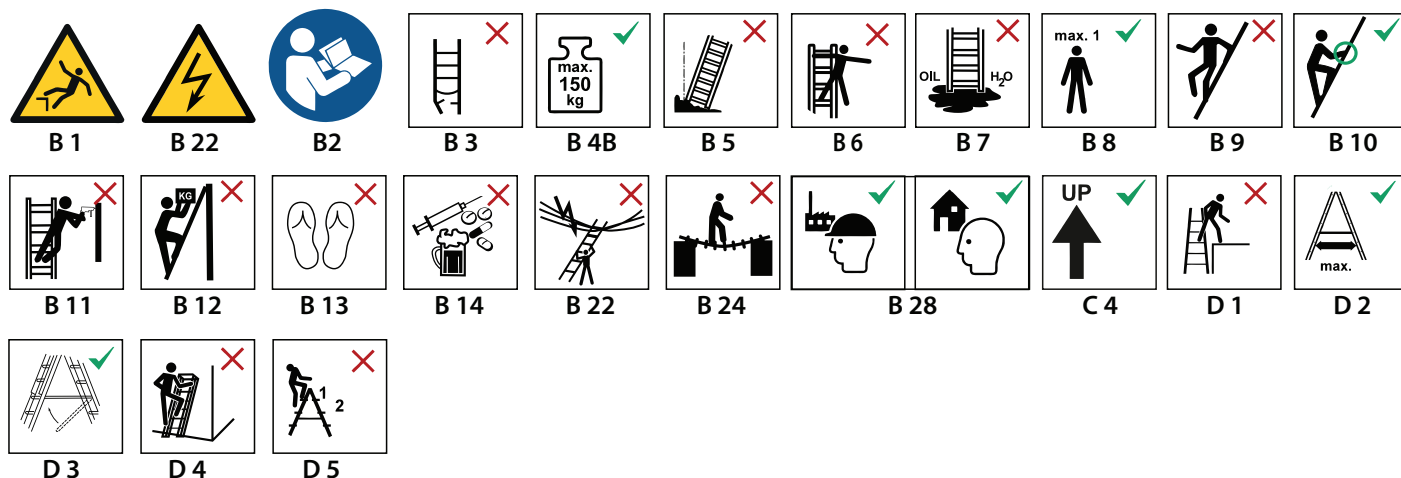 max.
150
kg
OIL
H₂O
max. 1
B 1
B 22
B2
B 3
B 4B
B 5
B 6
B 7
B 8
B 9
B 10
KG
UP
max.
B 11
B 12
B 13
B 14
B 22
B 24
B 28
C 4
D 1
D 2
1
2
D 3
D 4
D 5